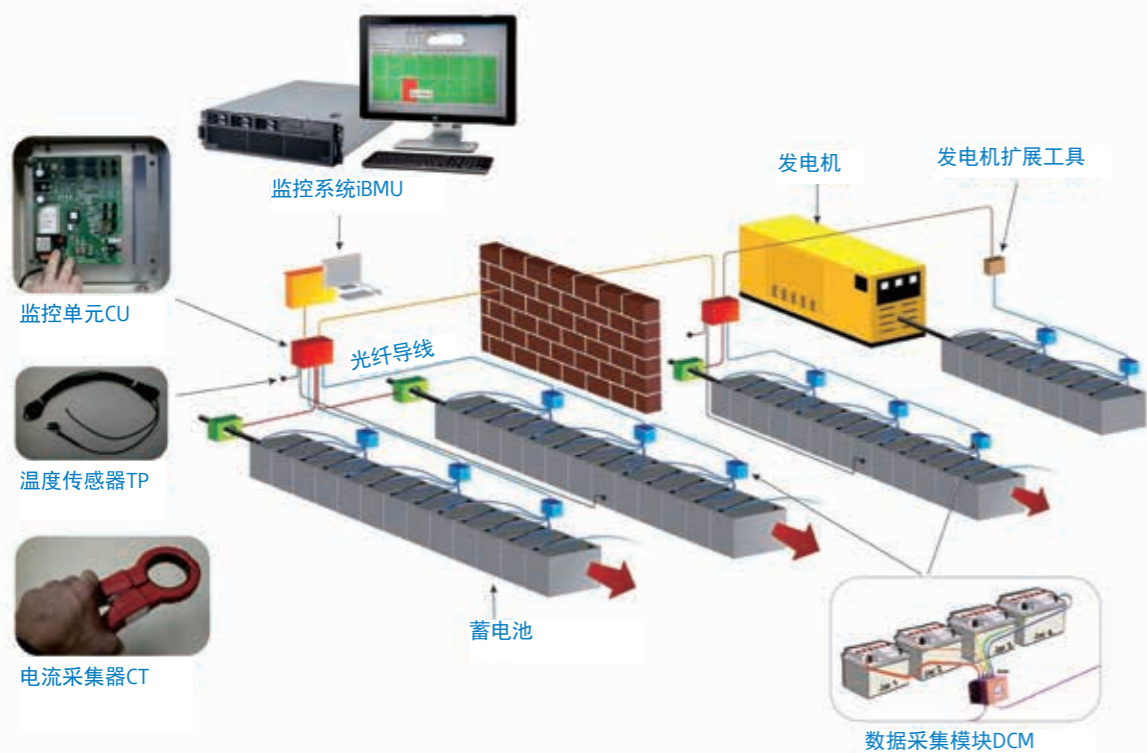 监控系统iBMU
发电机
发电机扩展工具
监控单元CU
光纤导线
温度传感器TP
蓄电池
电流采集器CT
数据采集模块DCM